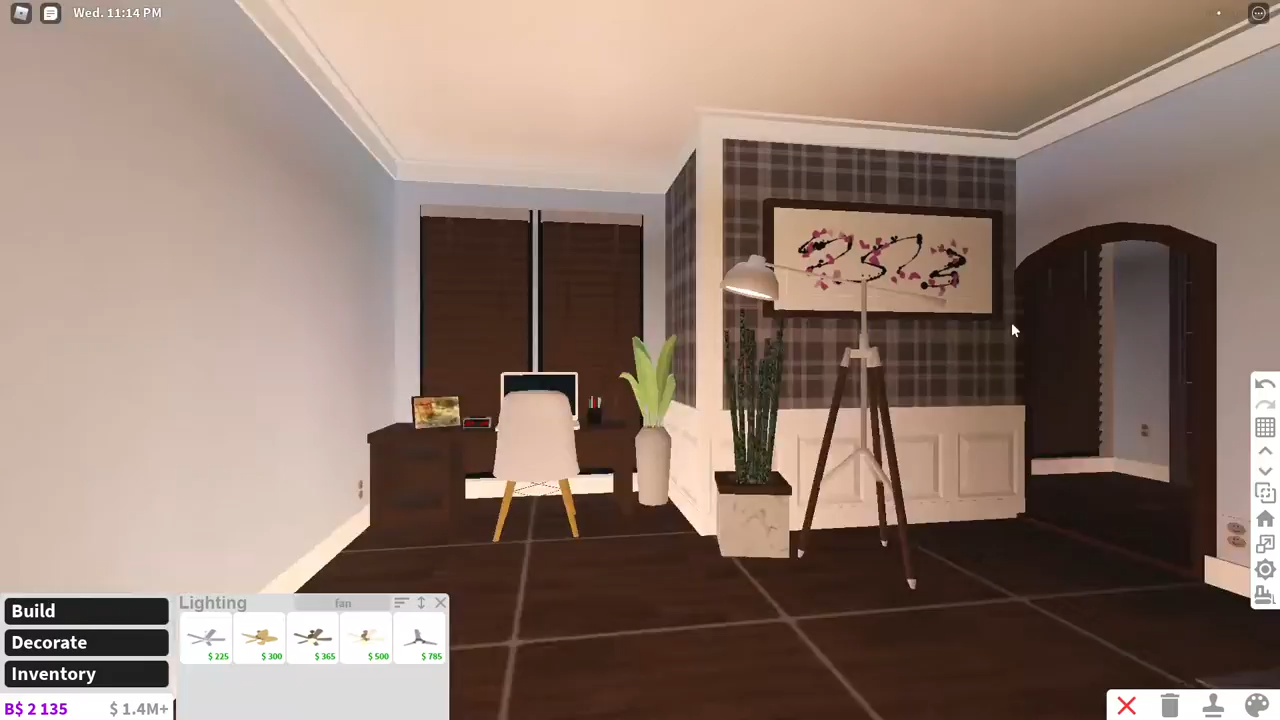 Wed. 11:14 PM
Build
Decorate
Inventory
B$ 2 135
$ 1.4M+
Lighting
fan
$ 225
$ 300
$ 365
$ 500
$ 785